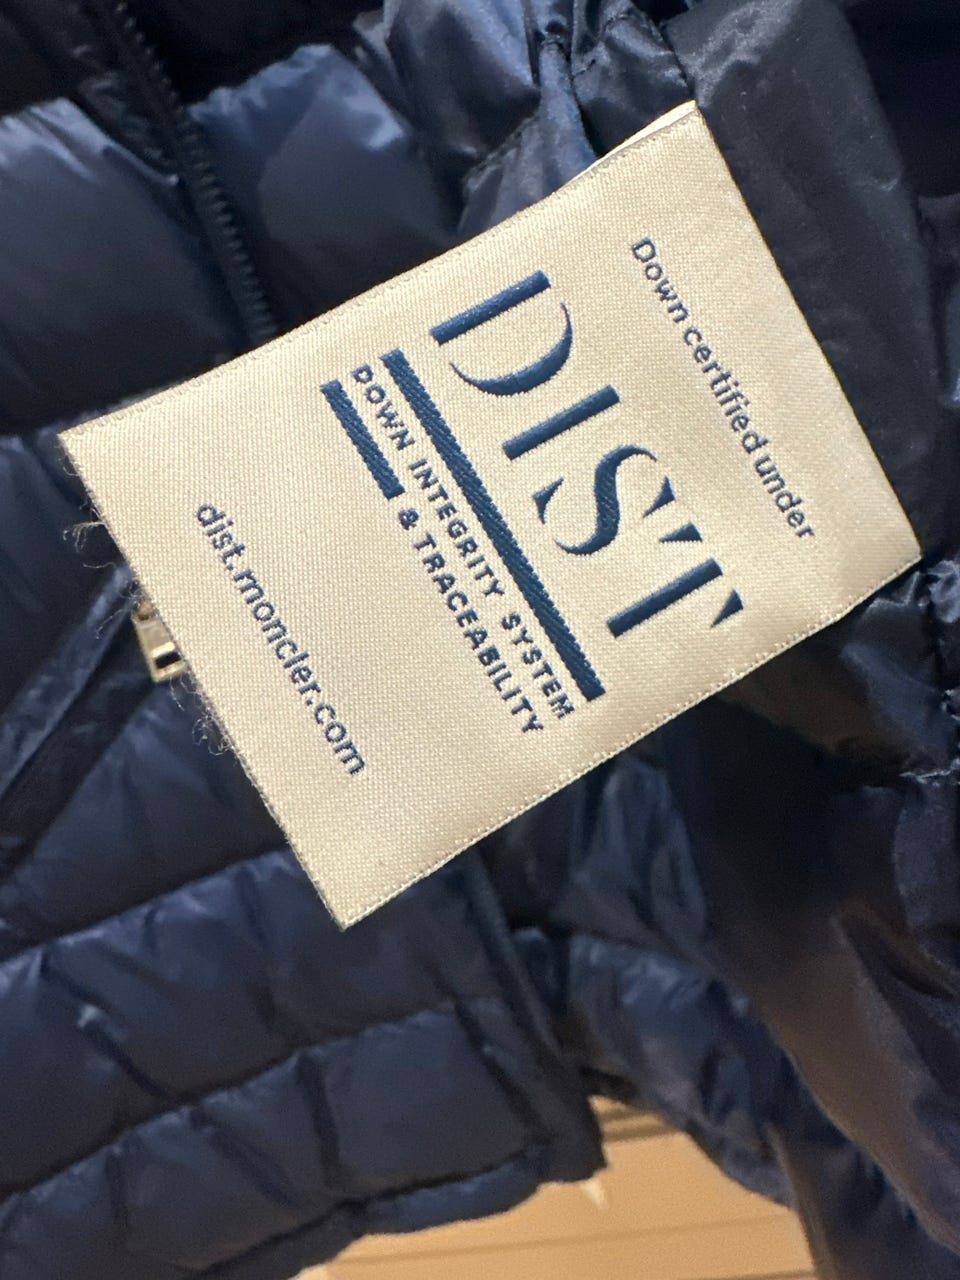 Down certified under
DIST
DOWN INTEGRITY SYSTEM
& TRACEABILITY
dist.moncler.com